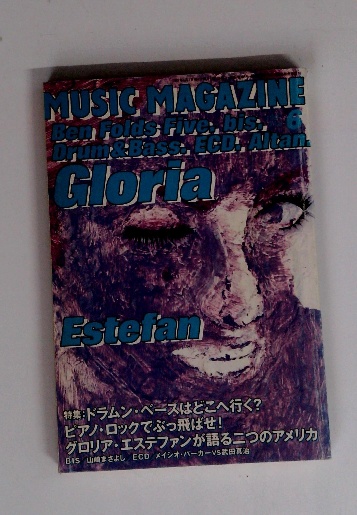 MUSIC MAGAZINE
Ben Folds Five. bis. 6
Drum & Bass. ECD. Altan.
Gloria
Estefan
特集:ドラムン・ベースはどこへ行く?
ピアノ・ロックでぶっ飛ばせ!
グロリア・エステファンが語る二つのアメリカ
BIS 山崎まさよし ECD メイシオ・パーカーVS武田真治